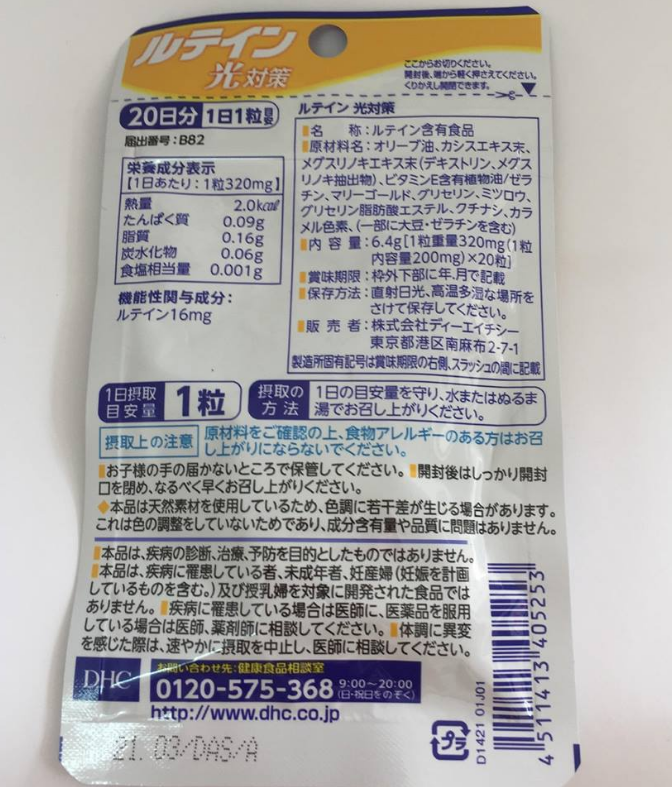 ルテイン
光対策
ここからお切りください。
開封後、端から軽く押さえてください。
くりかえし開閉できます。
20日分 1日1粒目安
届出番号:B82
栄養成分表示
【1日あたり:1粒320mg】
熱量 2.0kcal
たんぱく質 0.09g
脂質 0.16g
炭水化物 0.06g
食塩相当量 0.001g
機能性関与成分:
ルテイン16mg
ルテイン 光対策
名 称:ルテイン含有食品
原材料名:オリーブ油、カシスエキス末、
メグスリノキエキス末(デキストリン、メグス
リノキ抽出物)、ビタミンE含有植物油/ゼラ
チン、マリーゴールド、グリセリン、ミツロウ、
グリセリン脂肪酸エステル、クチナシ、カラ
メル色素、(一部に大豆・ゼラチンを含む)
内 容 量:6.4g[1粒重量320mg(1粒
内容量200mg)×20粒]
賞味期限:枠外下部に年.月で記載
保存方法:直射日光、高温多湿な場所を
さけて保存してください。
販 売 者:株式会社ディーエイチシー
東京都港区南麻布2-7-1
製造所固有記号は賞味期限の右側、スラッシュの間に記載
1日摂取
目安量 1粒
摂取の
方法
1日の目安量を守り、水またはぬるま
湯でお召し上がりください。
摂取上の注意
原材料をご確認の上、食物アレルギーのある方はお召
し上がりにならないでください。
お子様の手の届かないところで保管してください。 開封後はしっかり開封
口を閉め、なるべく早くお召し上がりください。
◆本品は天然素材を使用しているため、色調に若干差が生じる場合があります。
これは色の調整をしていないためであり、成分含有量や品質に問題はありません。
本品は、疾病の診断、治療、予防を目的としたものではありません。
本品は、疾病に罹患している者、未成年者、妊産婦(妊娠を計画
しているものを含む。)及び授乳婦を対象に開発された食品では
ありません。 疾病に罹患している場合は医師に、医薬品を服用
している場合は医師、薬剤師に相談してください。 体調に異変
を感じた際は、速やかに摂取を中止し、医師に相談してください。
DHC
お問い合わせ先:健康食品相談室
0120-575-368 9:00~20:00
(日・祝日をのぞく)
http://www.dhc.co.jp
21.03/DAS/A
プラ
D1421 01J01
4 511413 405253